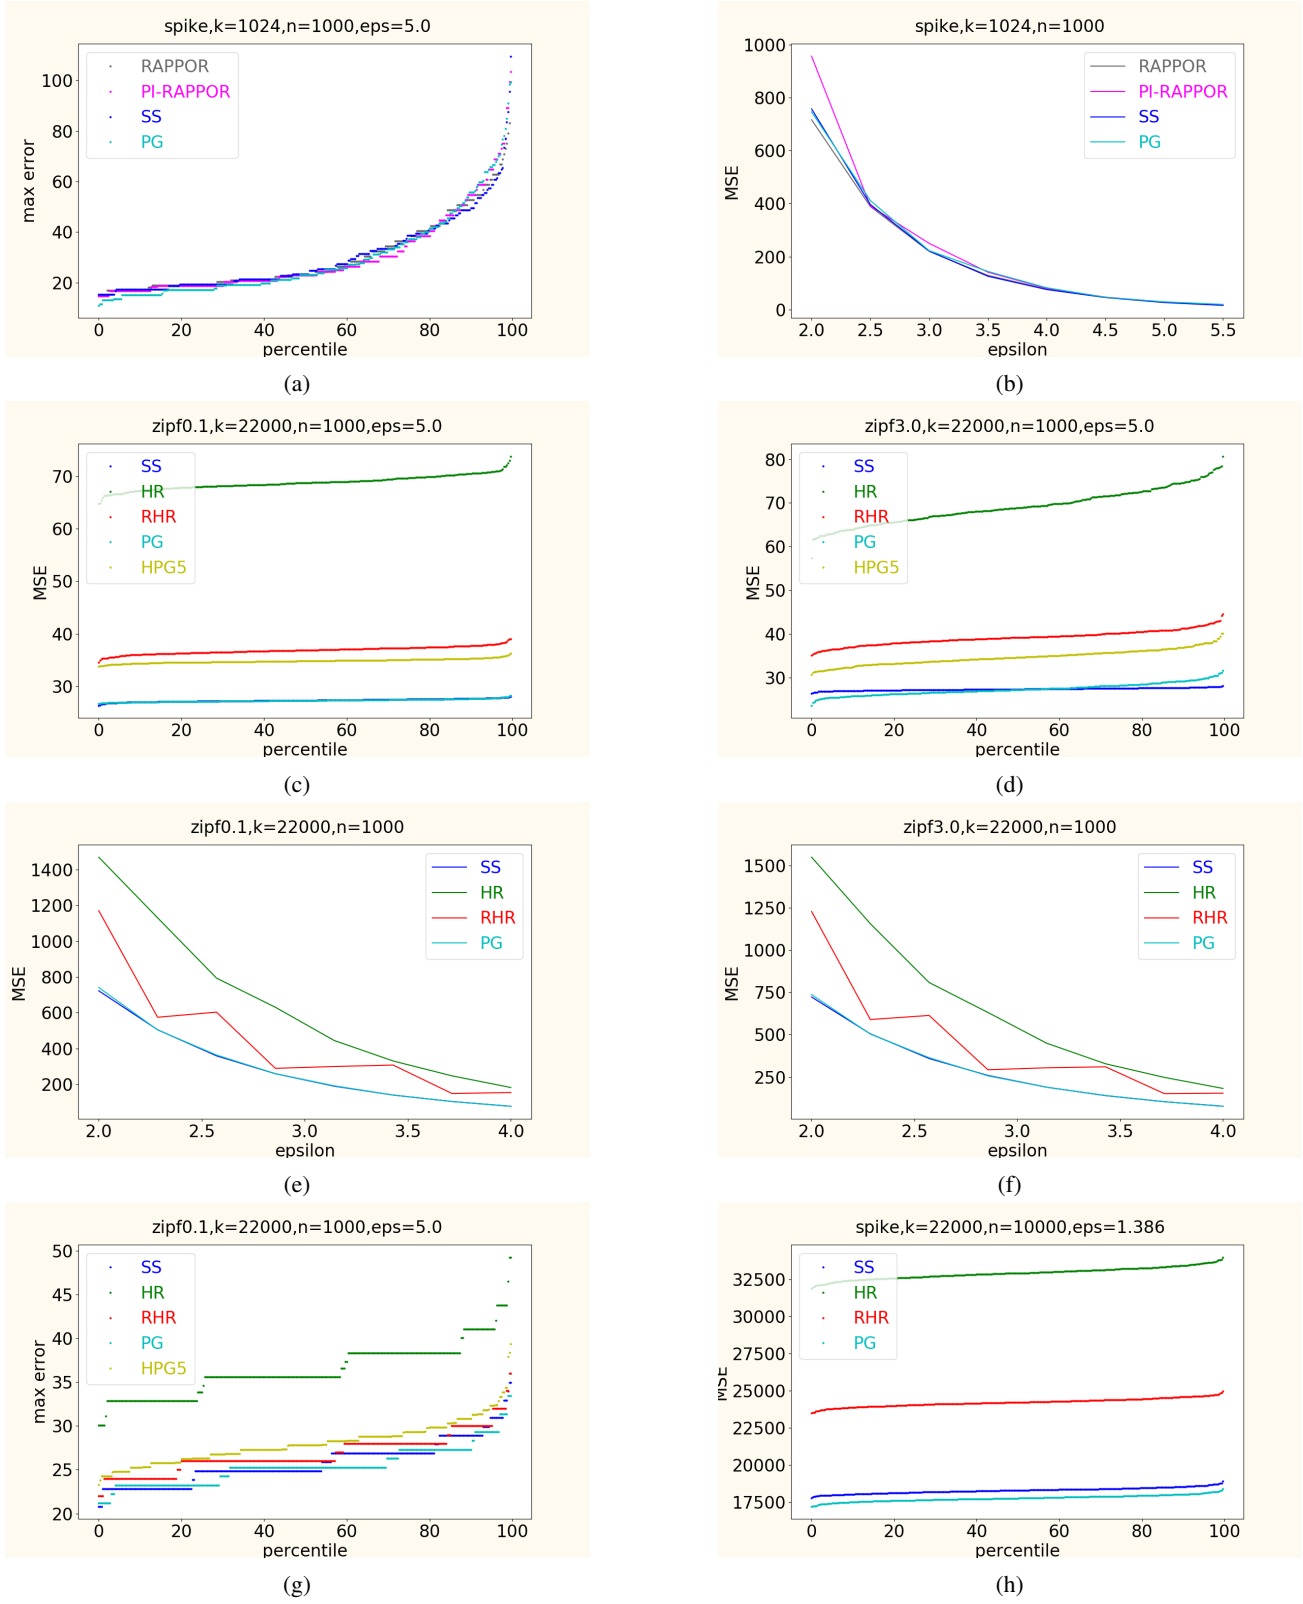 spike,k=1024,n=1000,eps=5.0
RAPPOR
PI-RAPPOR
SS
PG
max error
100
80
60
40
20
0 20 40 60 80 100
percentile
(a)
spike,k=1024,n=1000
RAPPOR
PI-RAPPOR
SS
PG
MSE
1000
800
600
400
200
0
2.0 2.5 3.0 3.5 4.0 4.5 5.0 5.5
epsilon
(b)
zipf0.1,k=22000,n=1000,eps=5.0
SS
HR
RHR
PG
HPG5
MSE
70
60
50
40
30
0 20 40 60 80 100
percentile
(c)
zipf3.0,k=22000,n=1000,eps=5.0
SS
HR
RHR
PG
HPG5
MSE
80
70
60
50
40
30
0 20 40 60 80 100
percentile
(d)
zipf0.1,k=22000,n=1000
SS
HR
RHR
PG
MSE
1400
1200
1000
800
600
400
200
2.0 2.5 3.0 3.5 4.0
epsilon
(e)
zipf3.0,k=22000,n=1000
SS
HR
RHR
PG
MSE
1500
1250
1000
750
500
250
2.0 2.5 3.0 3.5 4.0
epsilon
(f)
zipf0.1,k=22000,n=1000,eps=5.0
SS
HR
RHR
PG
HPG5
max error
50
45
40
35
30
25
20
0 20 40 60 80 100
percentile
(g)
spike,k=22000,n=10000,eps=1.386
SS
HR
RHR
PG
MSE
32500
30000
27500
25000
22500
20000
17500
0 20 40 60 80 100
percentile
(h)